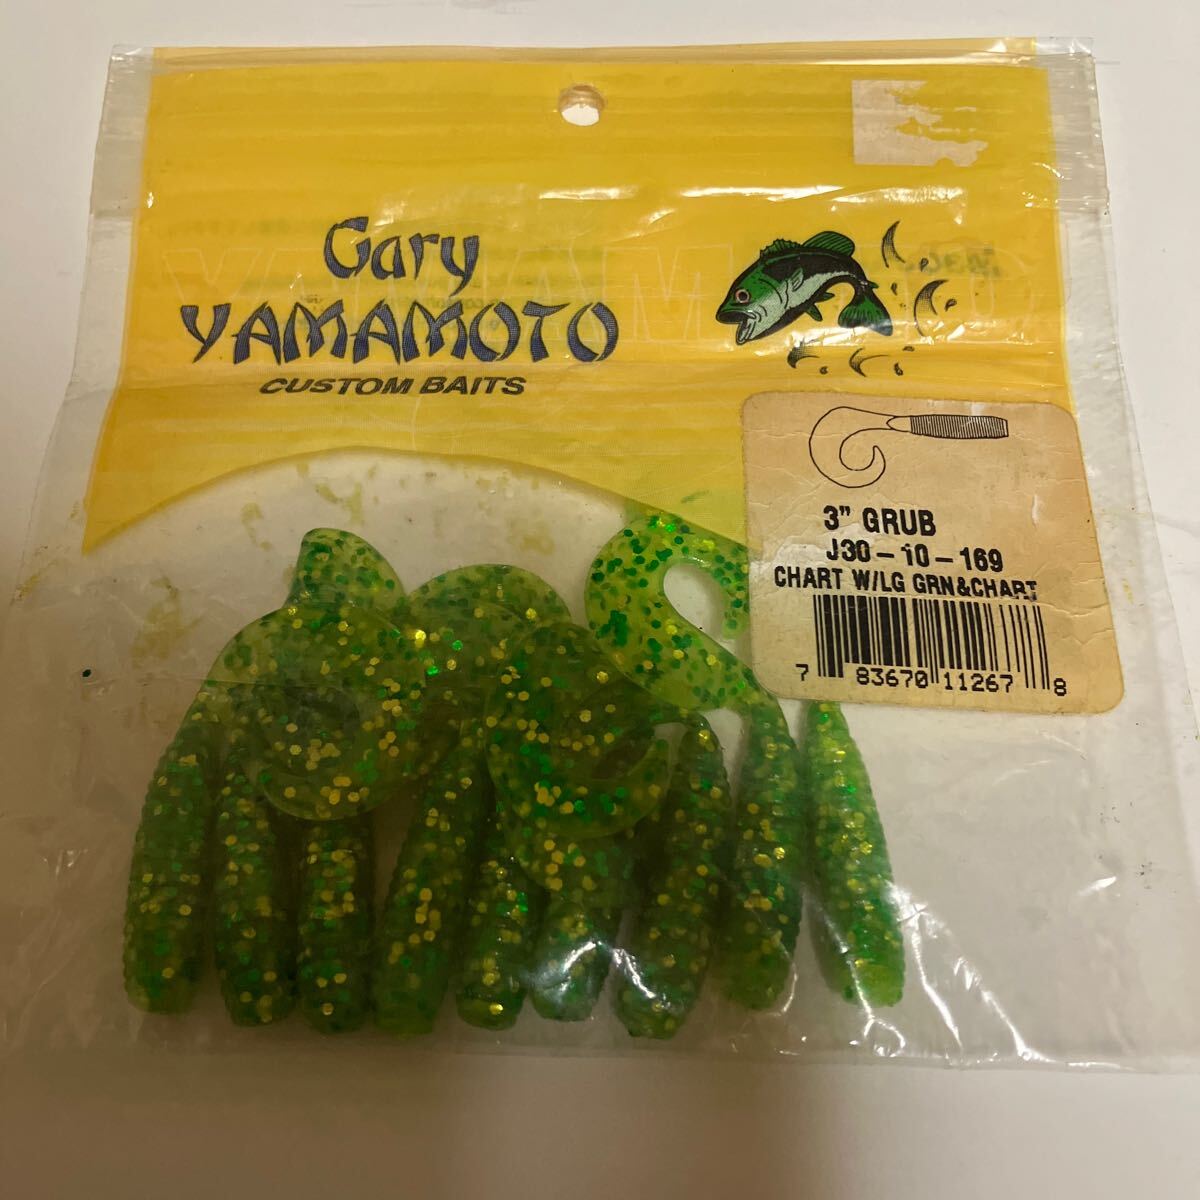 Gary
YAMAMOTO
CUSTOM BAITS
3" GRUB
J30-10-169
CHART W/LG GRN&CHART
7 83670 11267 8